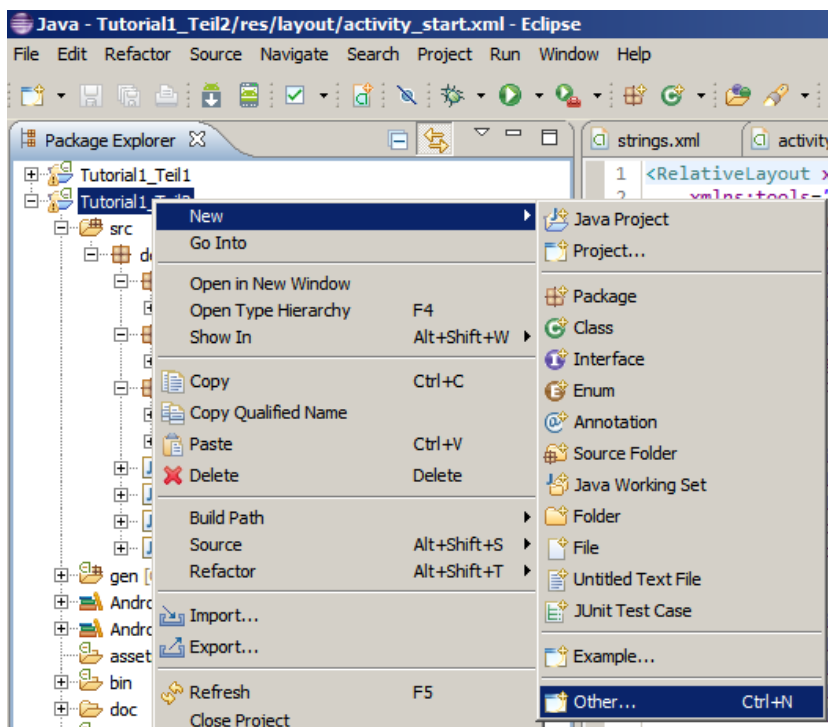 Java - Tutorial1_Teil2/res/layout/activity_start.xml - Eclipse
File Edit Refactor Source Navigate Search Project Run Window Help
Package Explorer
strings.xml
1 <RelativeLayout
2 xmlns:tools=
Tutorial1_Teil1
Tutorial1_
src
gen
bin
doc
New
Go Into
Open in New Window
Open Type Hierarchy F4
Show In Alt+Shift+W
Copy Ctrl+C
Copy Qualified Name
Paste Ctrl+V
Delete Delete
Build Path
Source Alt+Shift+S
Refactor Alt+Shift+T
Import...
Export...
Refresh F5
Close Project
Java Project
Project...
Package
Class
Interface
Enum
Annotation
Source Folder
Java Working Set
Folder
File
Untitled Text File
JUnit Test Case
Example...
Other... Ctrl+N